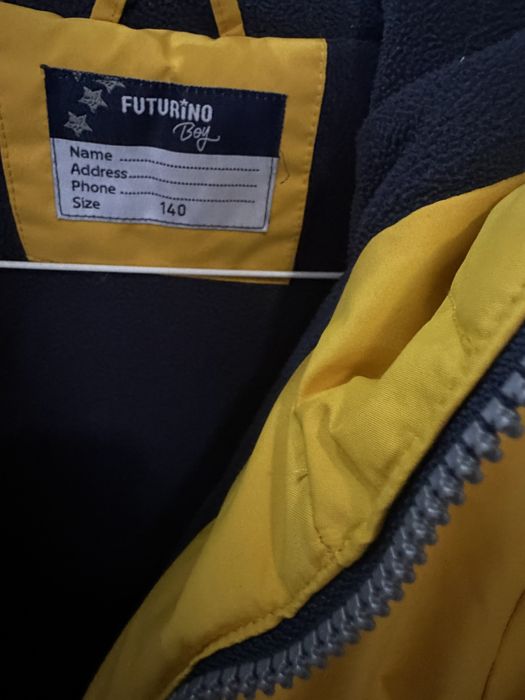 FUTURiNO
Boy
Name ........................................
Address ....................................
Phone ......................................
Size 140